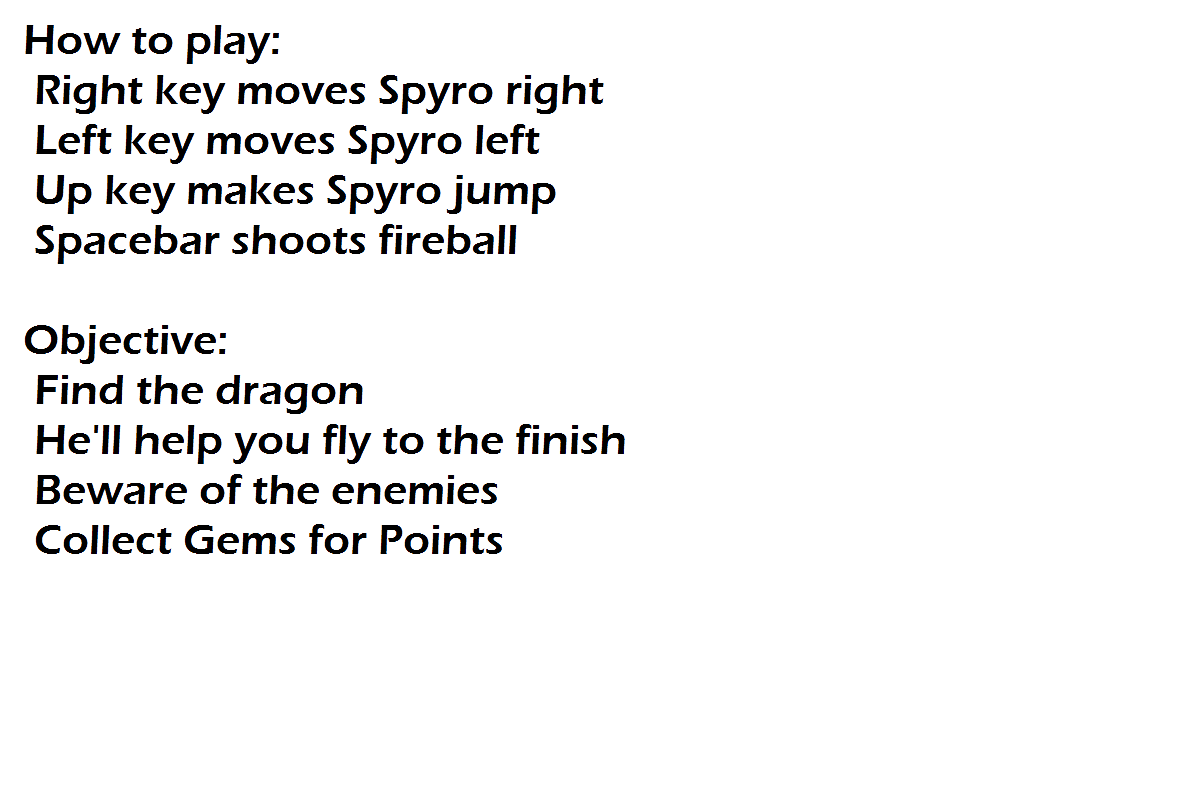 How to play:
Right key moves Spyro right
Left key moves Spyro left
Up key makes Spyro jump
Spacebar shoots fireball
Objective:
Find the dragon
He'll help you fly to the finish
Beware of the enemies
Collect Gems for Points